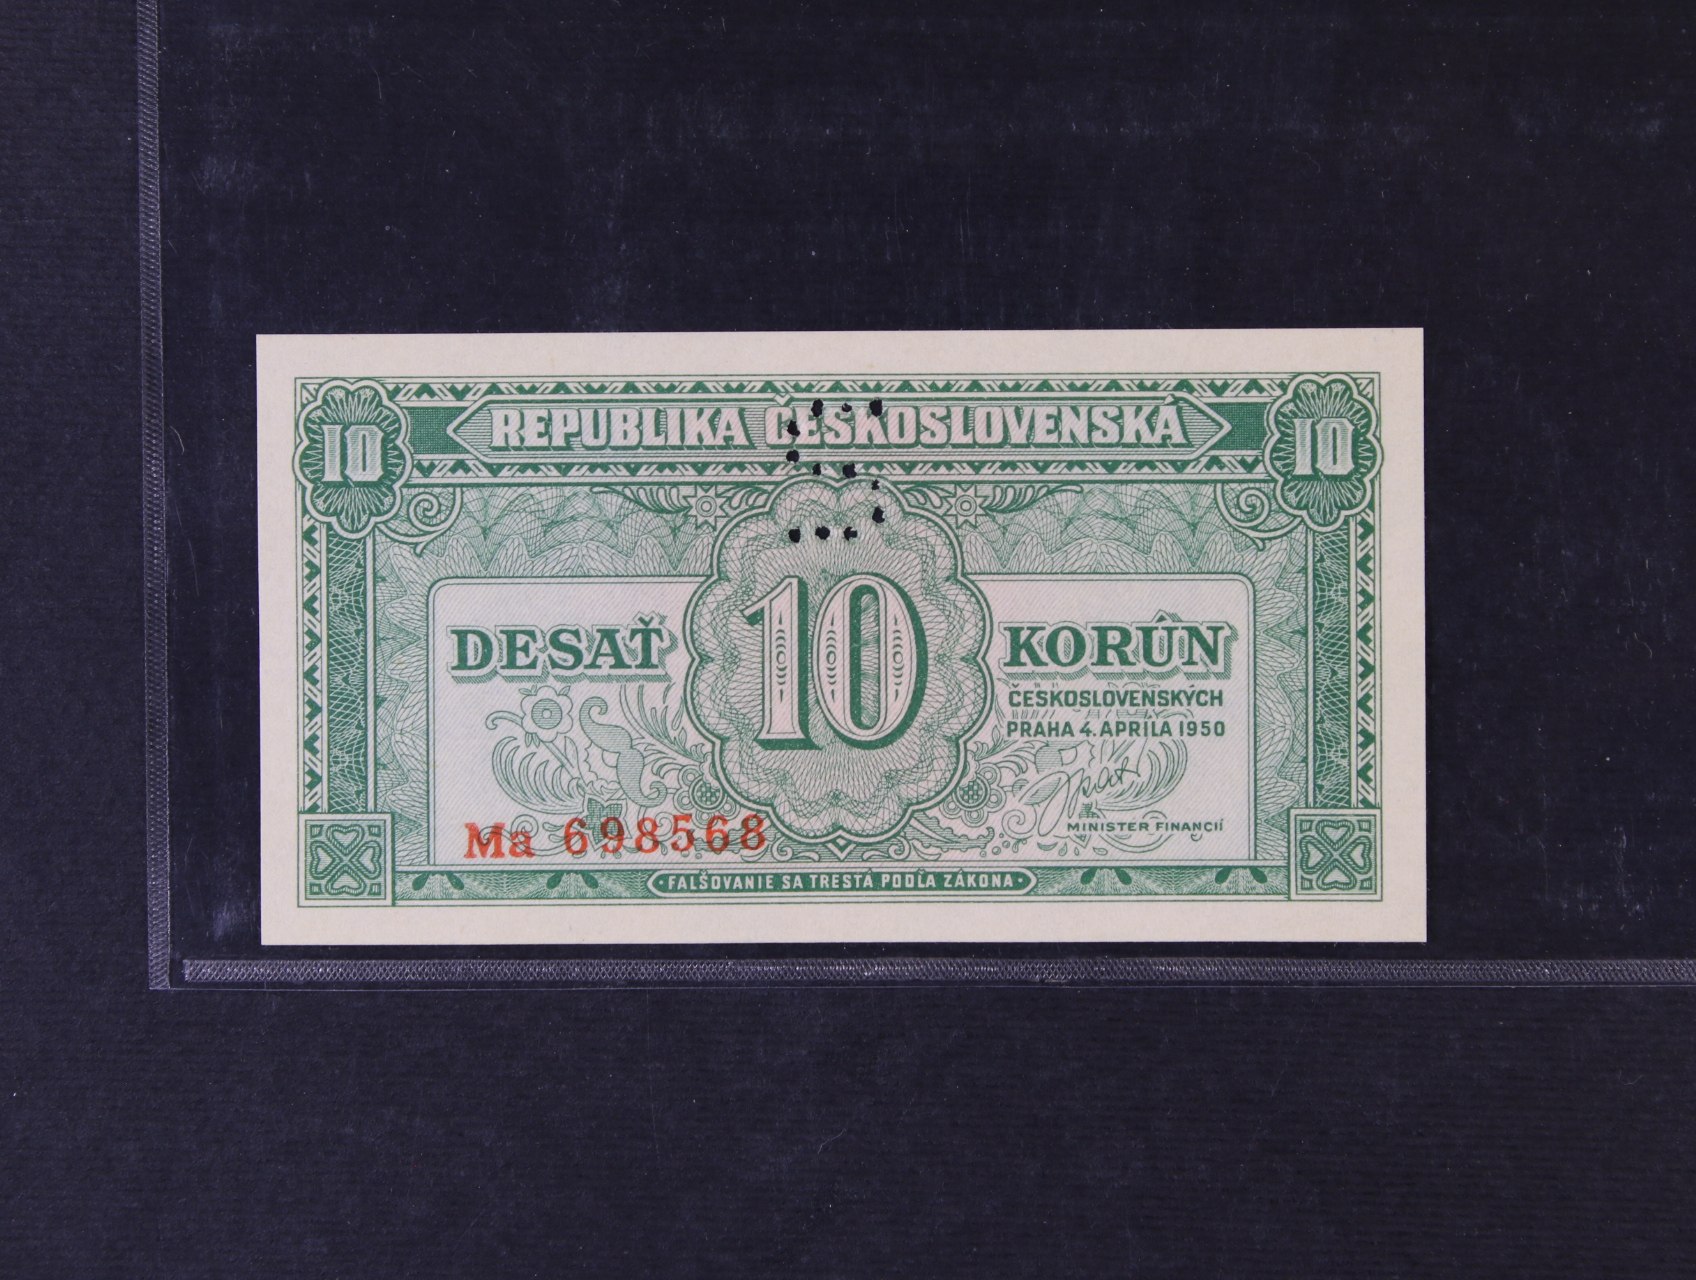 10 REPUBLIKA ČESKOSLOVENSKÁ 10
DESAŤ 10 KORÚN
ČESKOSLOVENSKÝCH
PRAHA 4. APRÍLA 1950
MINISTER FINANCIÍ
Ma 698568
FALŠOVANIE SA TRESTÁ PODĽA ZÁKONA